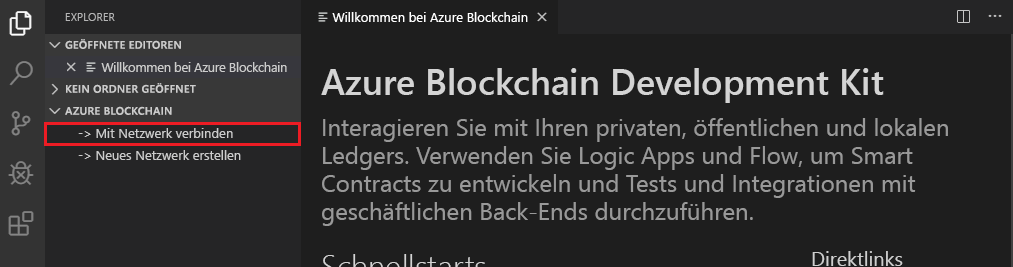 EXPLORER
GEÖFFNETE EDITOREN
Willkommen bei Azure Blockchain
KEIN ORDNER GEÖFFNET
AZURE BLOCKCHAIN
-> Mit Netzwerk verbinden
-> Neues Netzwerk erstellen
Willkommen bei Azure Blockchain
Azure Blockchain Development Kit
Interagieren Sie mit Ihren privaten, öffentlichen und lokalen
Ledgers. Verwenden Sie Logic Apps und Flow, um Smart
Contracts zu entwickeln und Tests und Integrationen mit
geschäftlichen Back-Ends durchzuführen.
Schnellstarts
Direktlinks